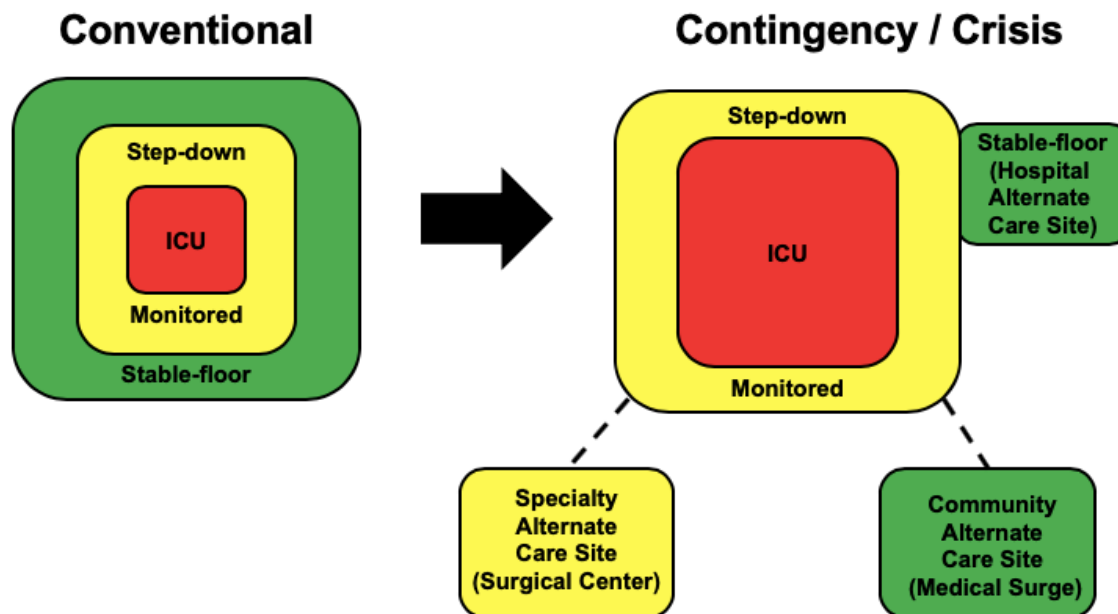 Conventional
Step-down
ICU
Monitored
Stable-floor
Contingency / Crisis
Step-down
ICU
Monitored
Stable-floor
(Hospital
Alternate
Care Site)
Specialty
Alternate
Care Site
(Surgical Center)
Community
Alternate
Care Site
(Medical Surge)